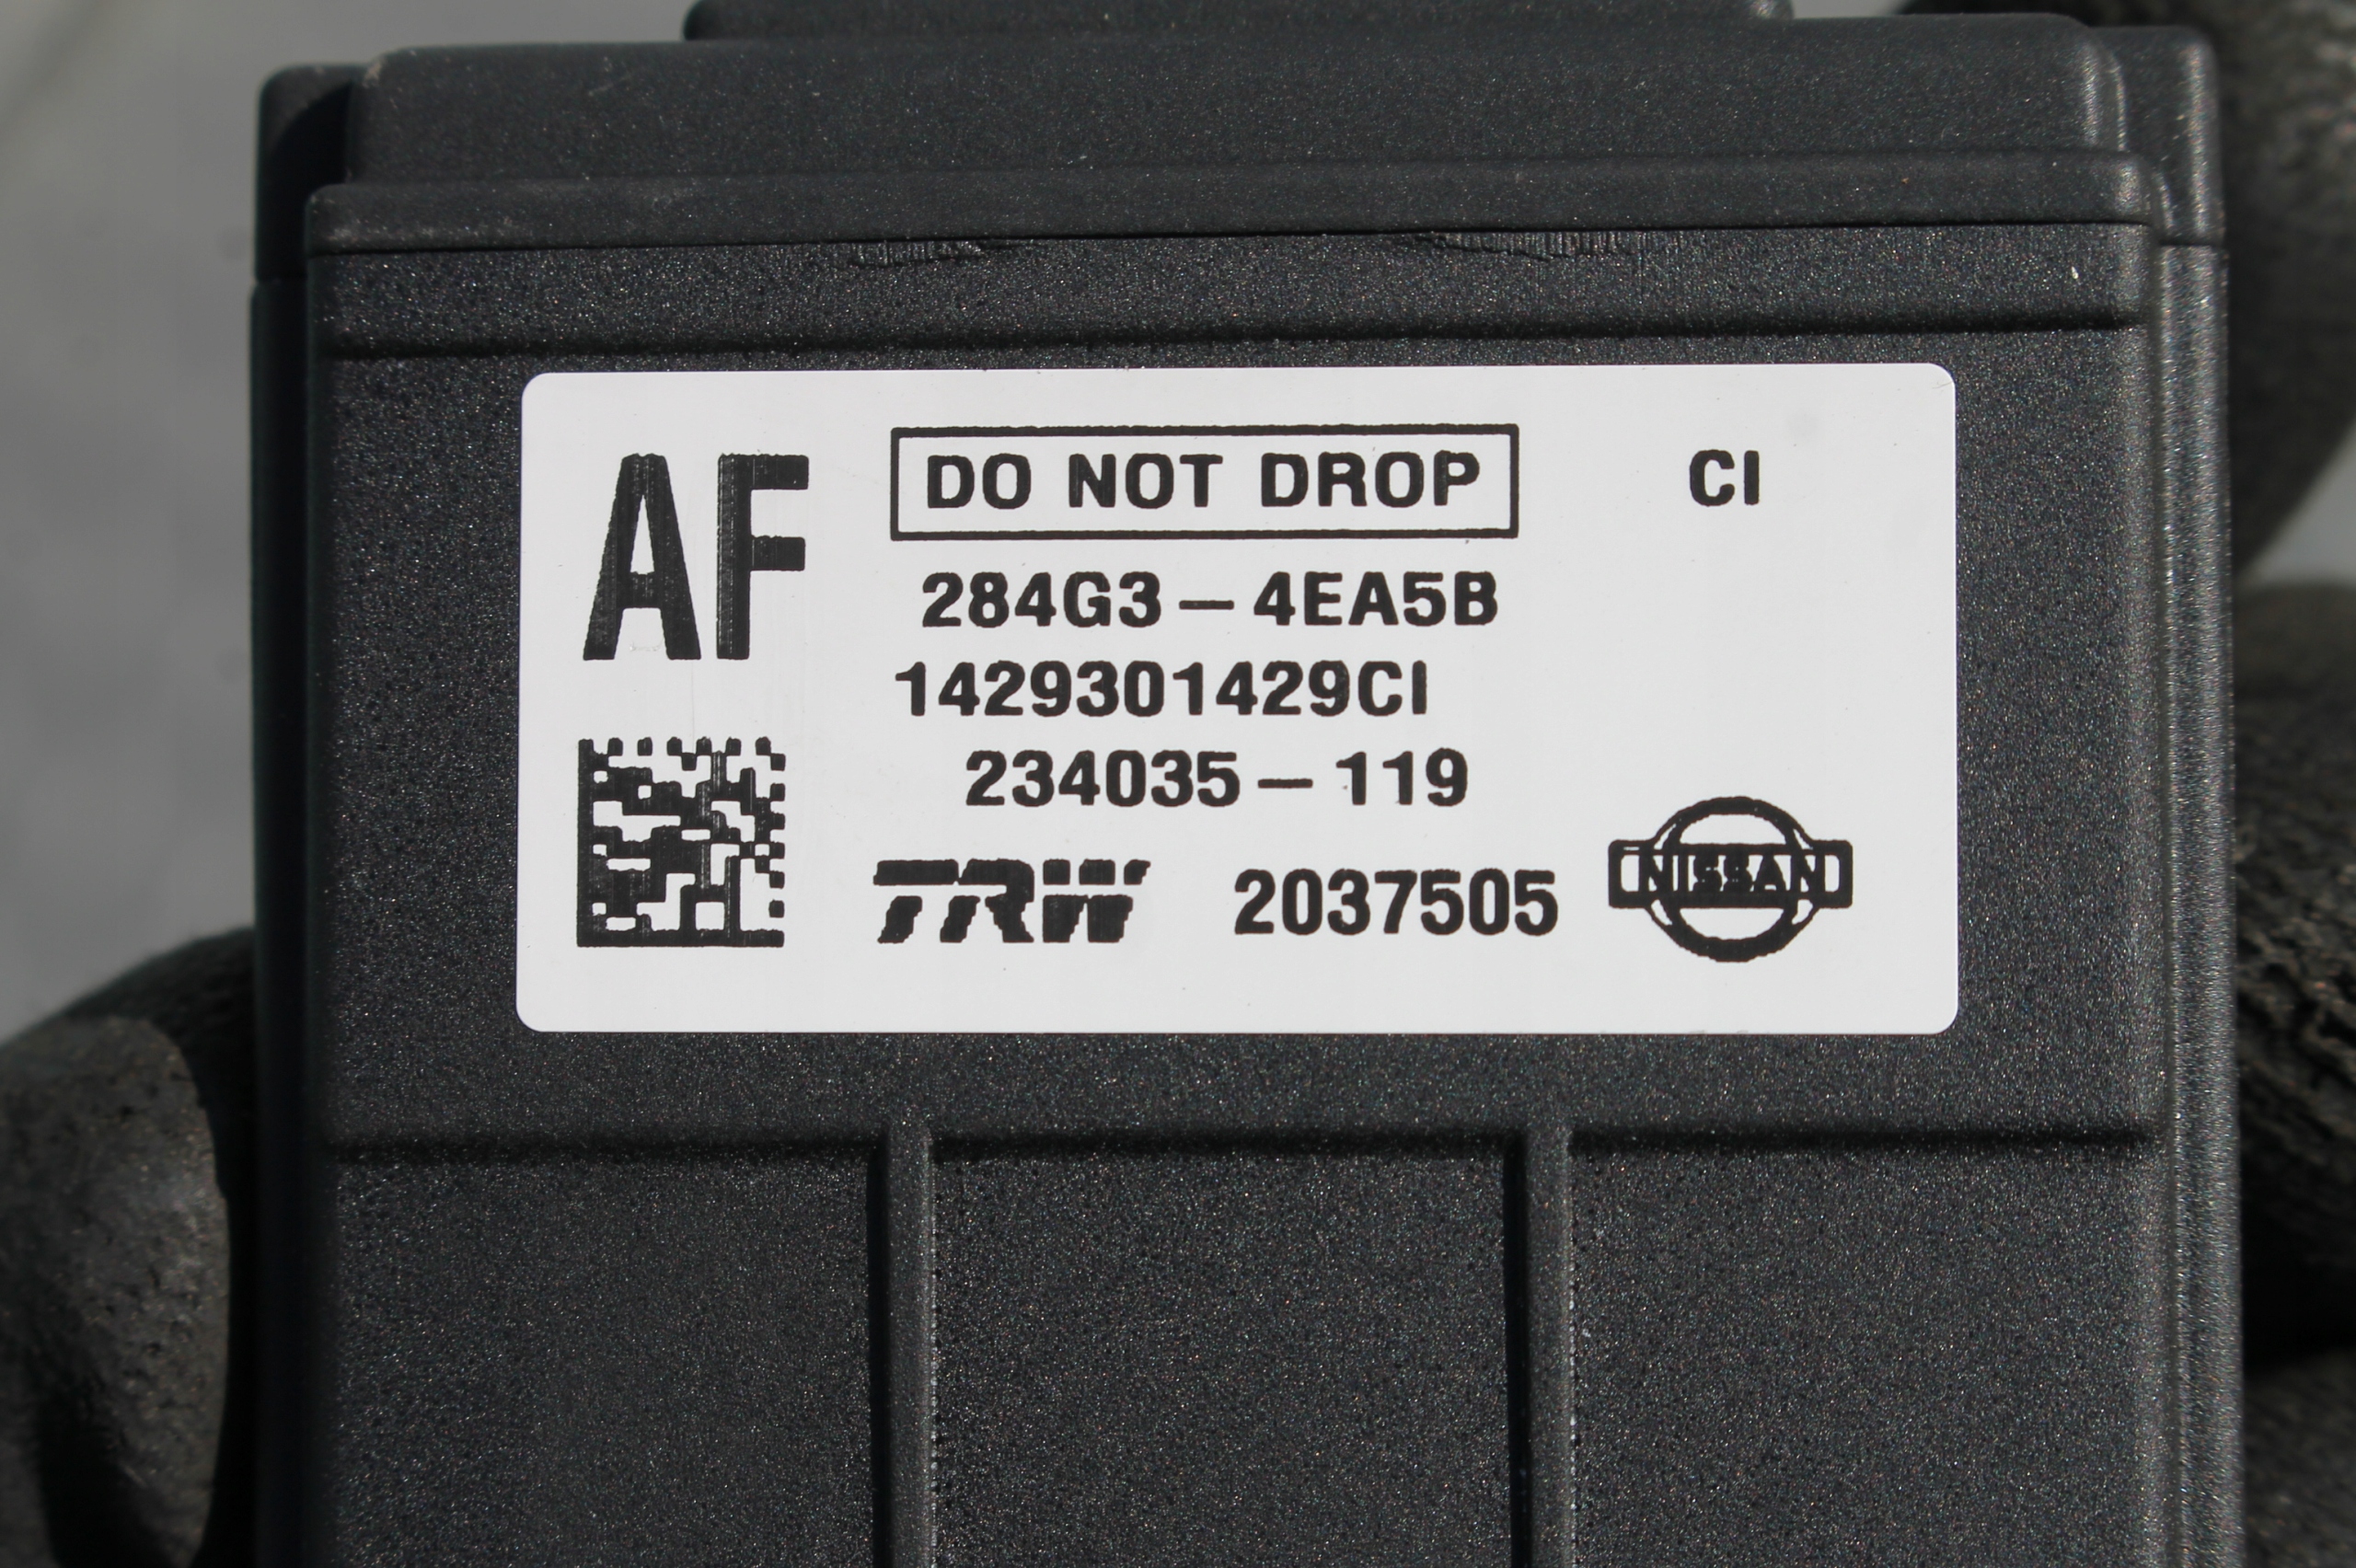 AF
DO NOT DROP
CI
284G3-4EA5B
1429301429CI
234035-119
TRW 2037505 NISSAN